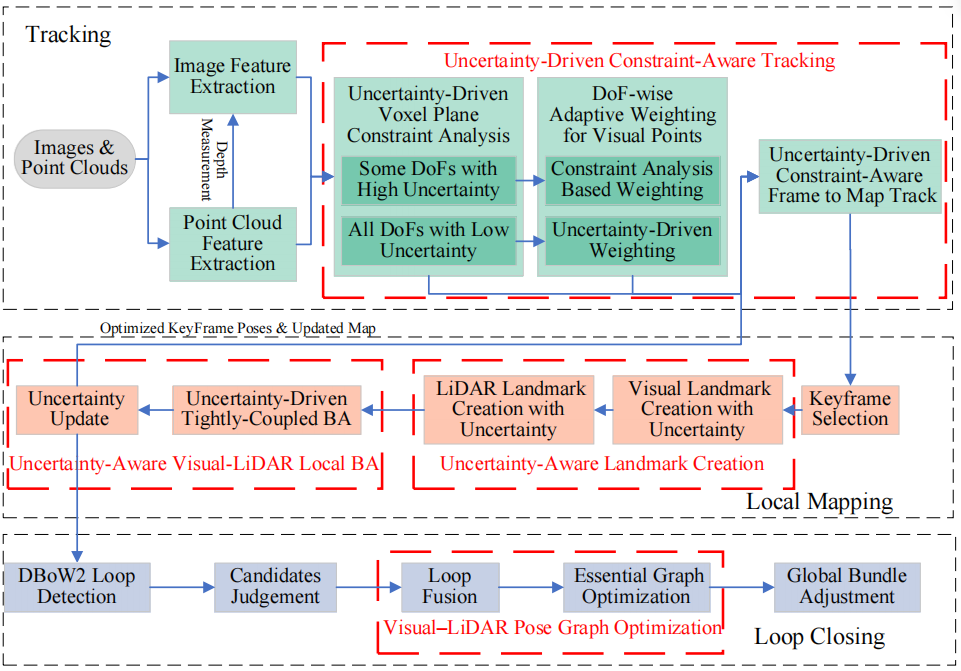 Tracking
Images &
Point Clouds
Image Feature
Extraction
Depth
Measurement
Point Cloud
Feature
Extraction
Uncertainty-Driven Constraint-Aware Tracking
Uncertainty-Driven
Voxel Plane
Constraint Analysis
Some DoFs with
High Uncertainty
All DoFs with Low
Uncertainty
DoF-wise
Adaptive Weighting
for Visual Points
Constraint Analysis
Based Weighting
Uncertainty-Driven
Weighting
Uncertainty-Driven
Constraint-Aware
Frame to Map Track
Optimized KeyFrame Poses & Updated Map
Uncertainty
Update
Uncertainty-Driven
Tightly-Coupled BA
Uncertainty-Aware Visual-LiDAR Local BA
LiDAR Landmark
Creation with
Uncertainty
Visual Landmark
Creation with
Uncertainty
Uncertainty-Aware Landmark Creation
Keyframe
Selection
Local Mapping
DBoW2 Loop
Detection
Candidates
Judgement
Loop
Fusion
Essential Graph
Optimization
Visual–LiDAR Pose Graph Optimization
Global Bundle
Adjustment
Loop Closing